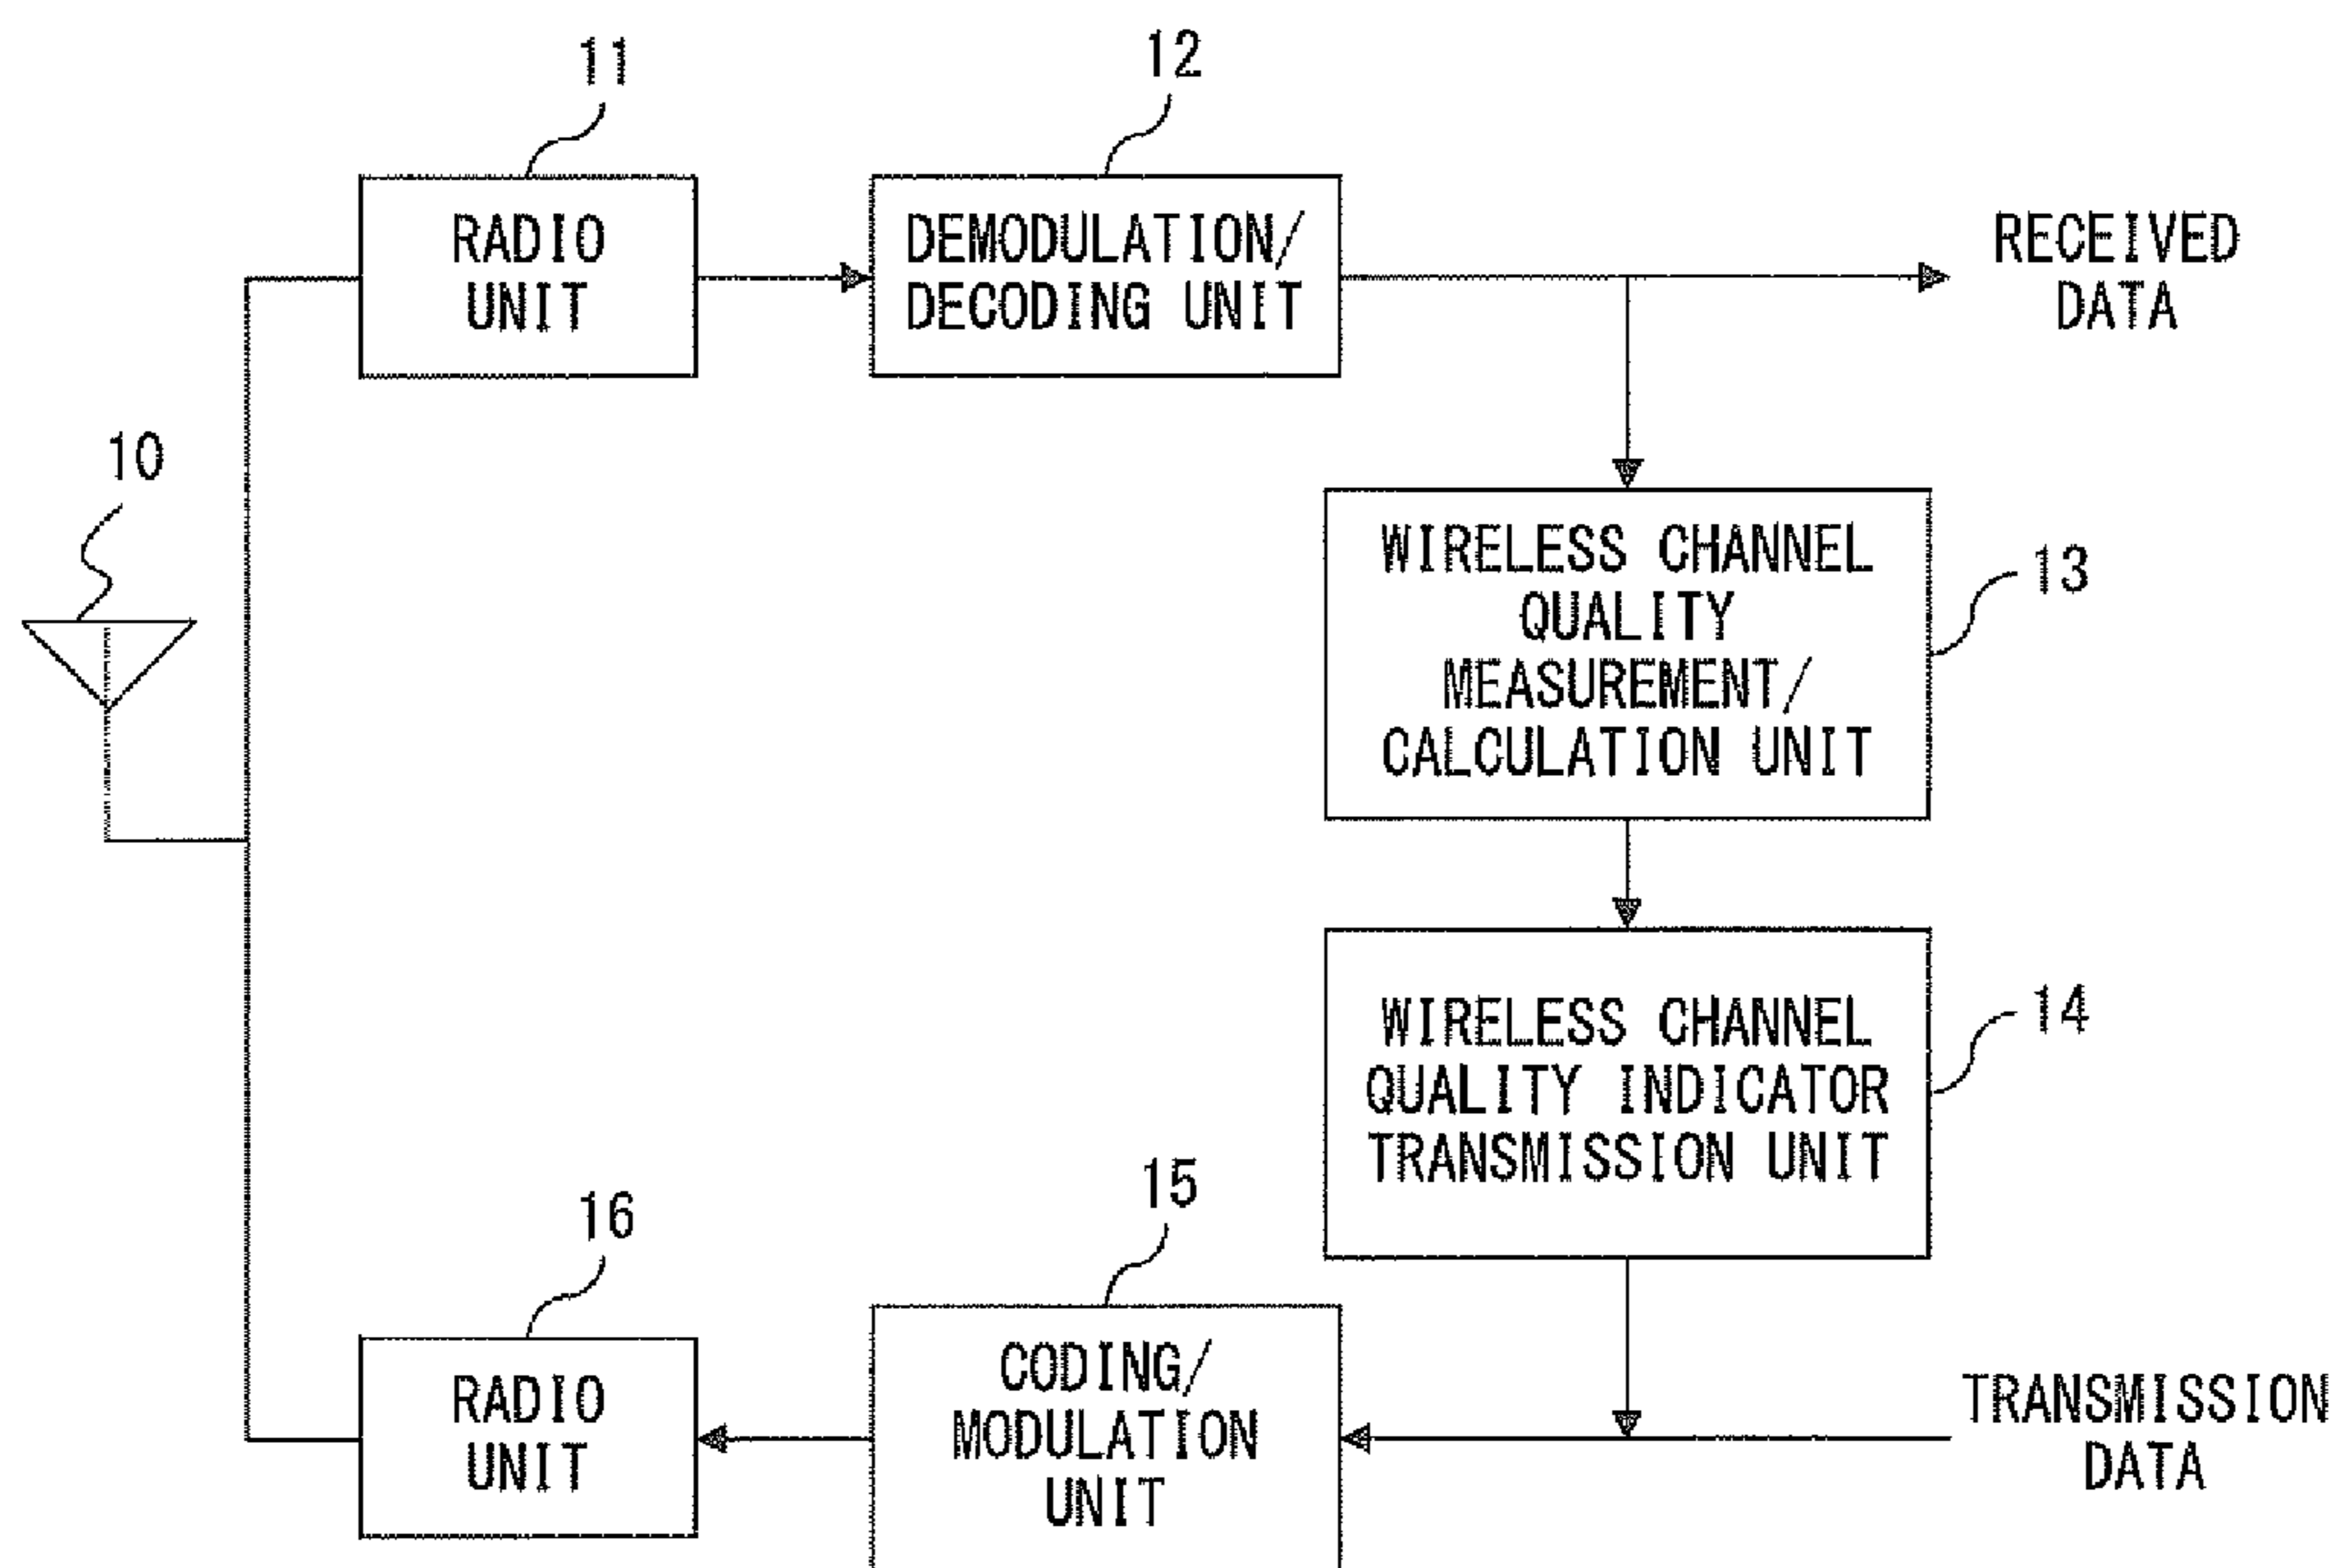 11
12
RADIO
UNIT
DEMODULATION/
DECODING UNIT
RECEIVED
DATA
10
WIRELESS CHANNEL
QUALITY
MEASUREMENT/
CALCULATION UNIT
13
WIRELESS CHANNEL
QUALITY INDICATOR
TRANSMISSION UNIT
14
15
16
RADIO
UNIT
CODING/
MODULATION
UNIT
TRANSMISSION
DATA